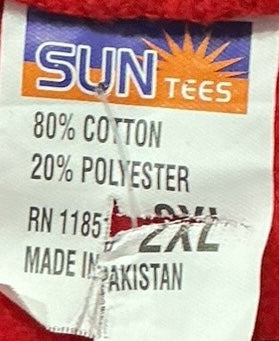 SUN TEES
80% COTTON
20% POLYESTER
RN 1185 2XL
MADE IN PAKISTAN